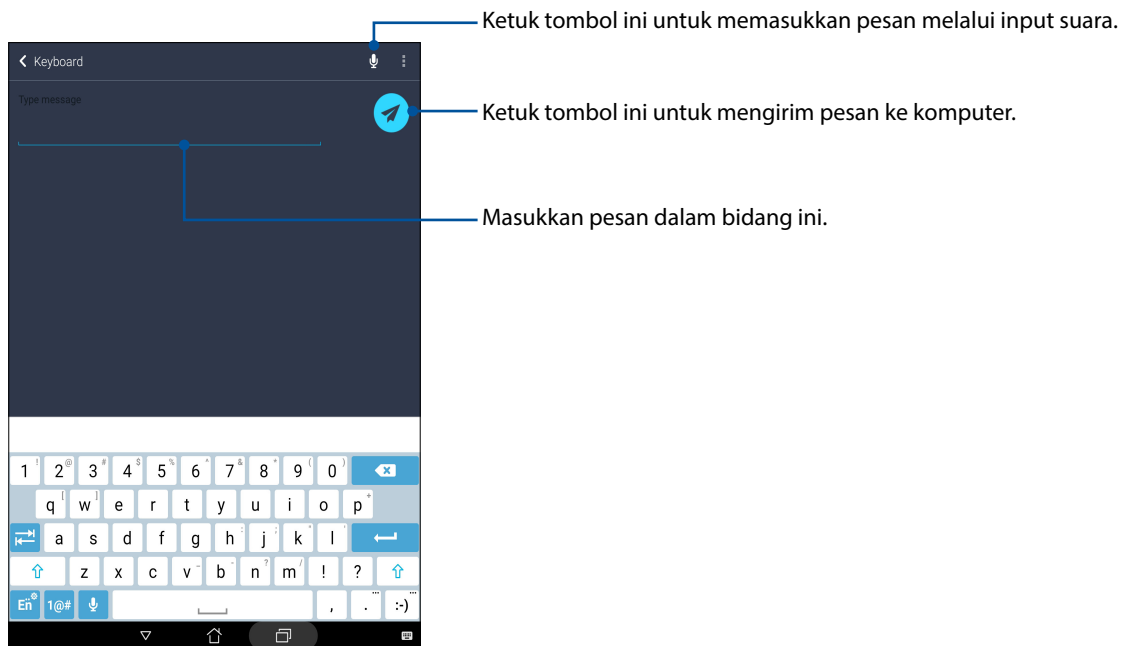 Ketuk tombol ini untuk memasukkan pesan melalui input suara.
Keyboard
Type message
Ketuk tombol ini untuk mengirim pesan ke komputer.
Masukkan pesan dalam bidang ini.
1 ! 2 @ 3 # 4 $ 5 % 6 ^ 7 & 8 * 9 ( 0 )
q [ w ] e r t y u i o p +
a s d f g h : j ; k " l '
z x c v - b - n ? m / ! ?
En 1@# , . ... :-) ...